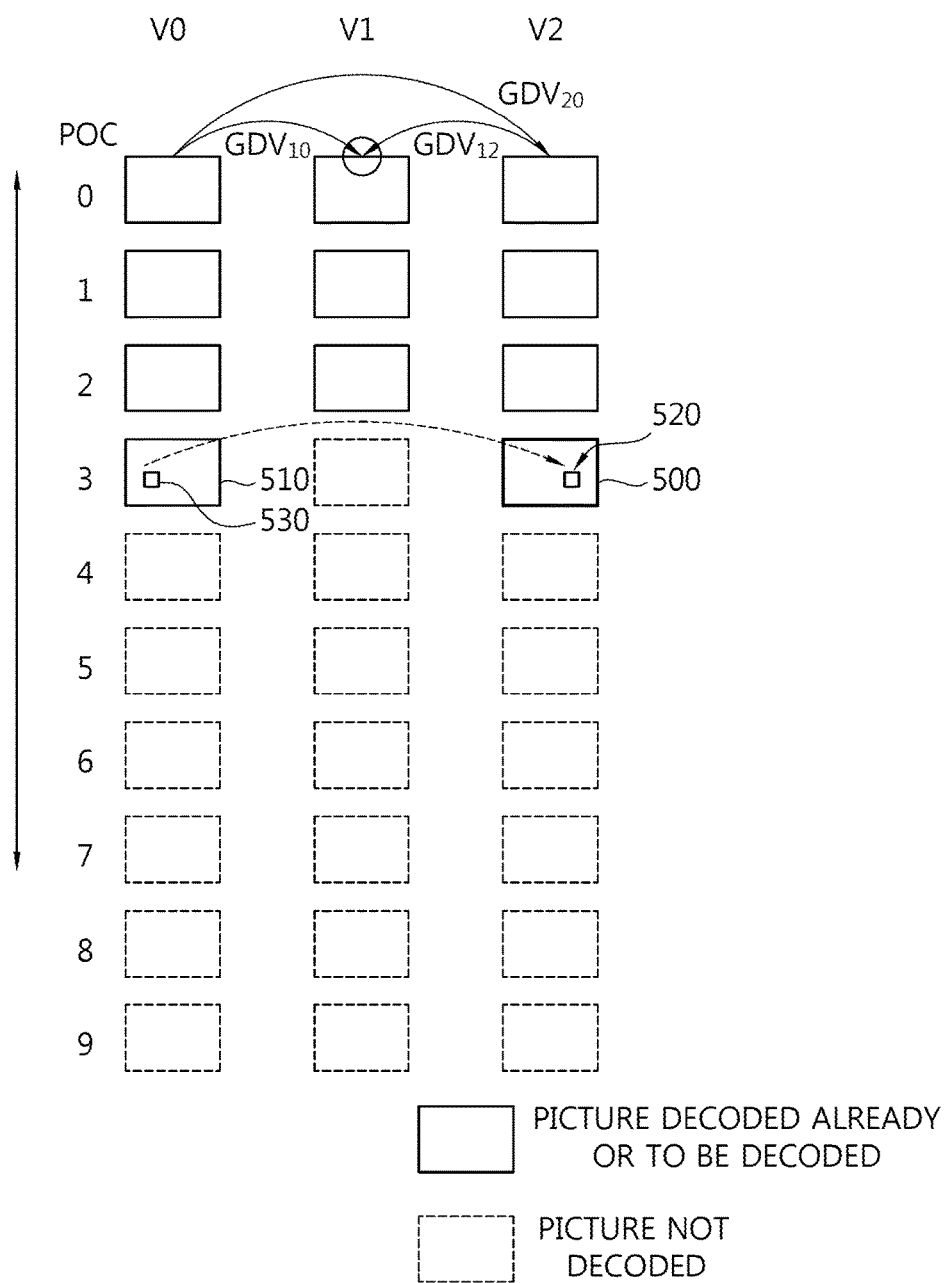 V0 V1 V2
GDV20
POC GDV10 GDV12
0
1
2
520
3 510 500
530
4
5
6
7
8
9
PICTURE DECODED ALREADY
OR TO BE DECODED
PICTURE NOT
DECODED